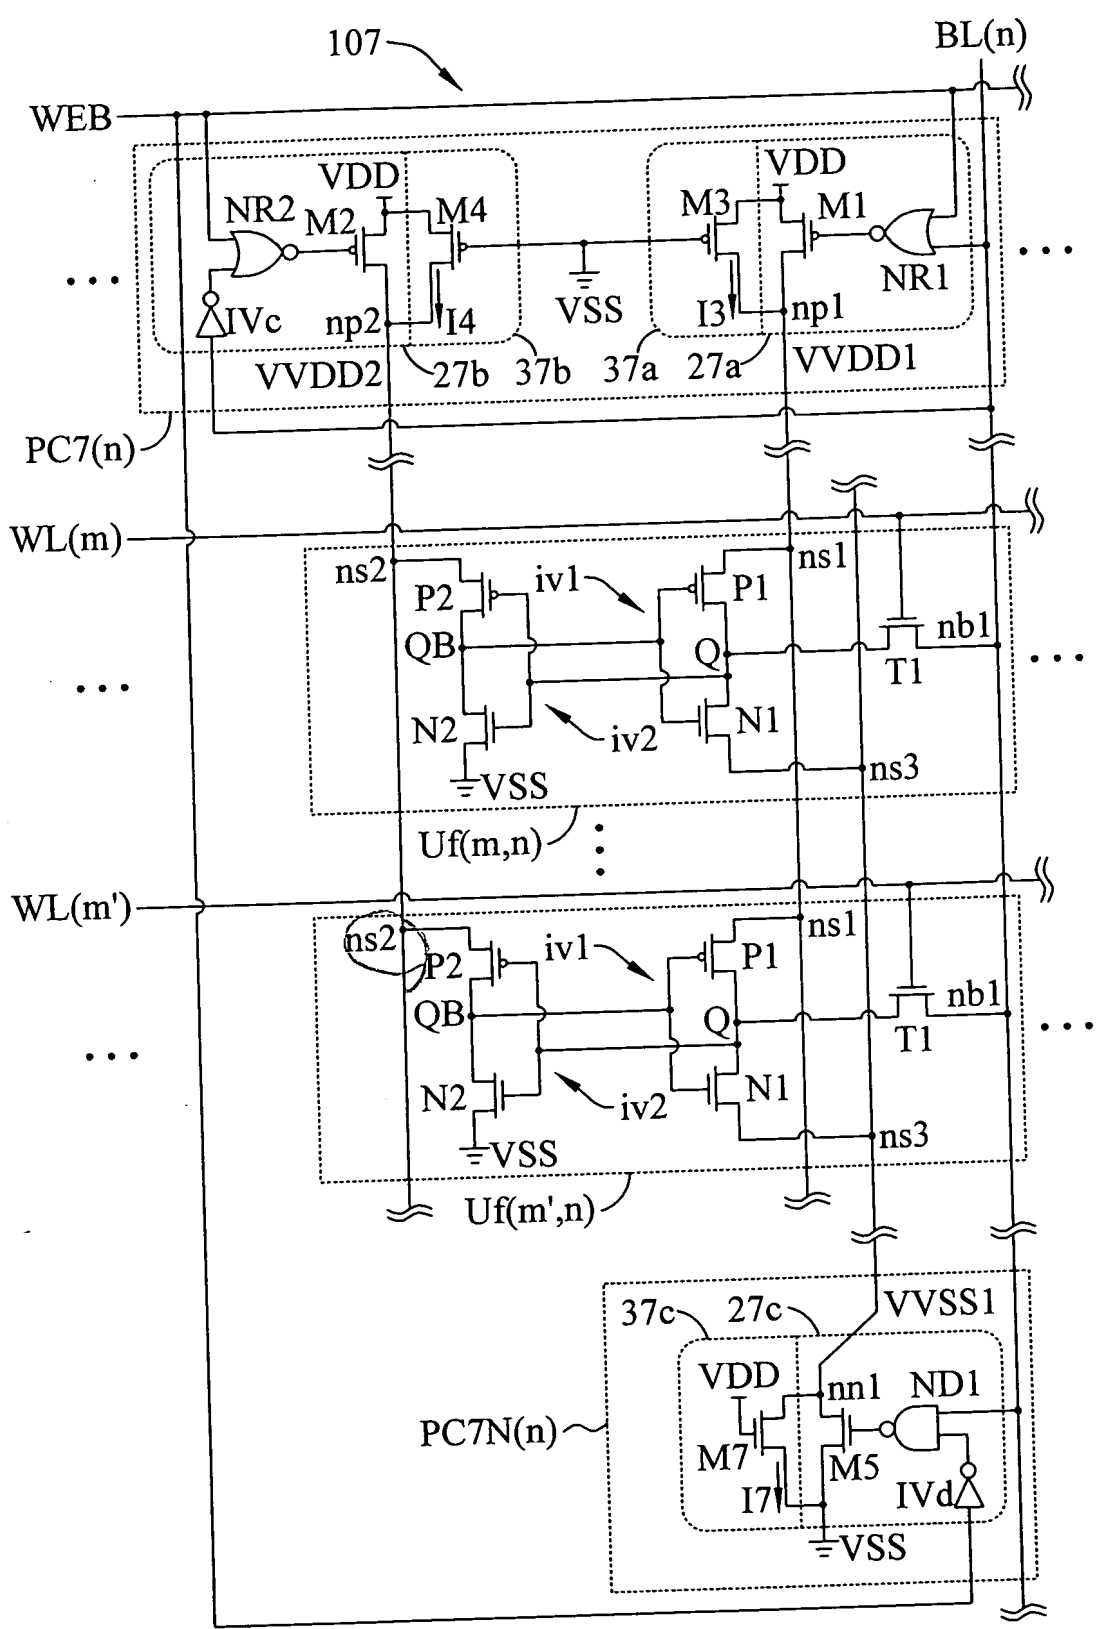 107
BL(n)
WEB
VDD
VDD
NR2
M2
M4
M3
M1
IVc
np2
I4
VSS
I3
np1
NR1
VVDD2
27b
37b
37a
27a
VVDD1
PC7(n)
WL(m)
ns2
P2
iv1
P1
ns1
QB
Q
nb1
T1
N2
iv2
N1
VSS
ns3
Uf(m,n)
WL(m')
ns2
P2
iv1
P1
ns1
QB
Q
nb1
T1
N2
iv2
N1
VSS
ns3
Uf(m',n)
VVSS1
37c
27c
VDD
nn1
ND1
PC7N(n)
M7
M5
I7
IVd
VSS